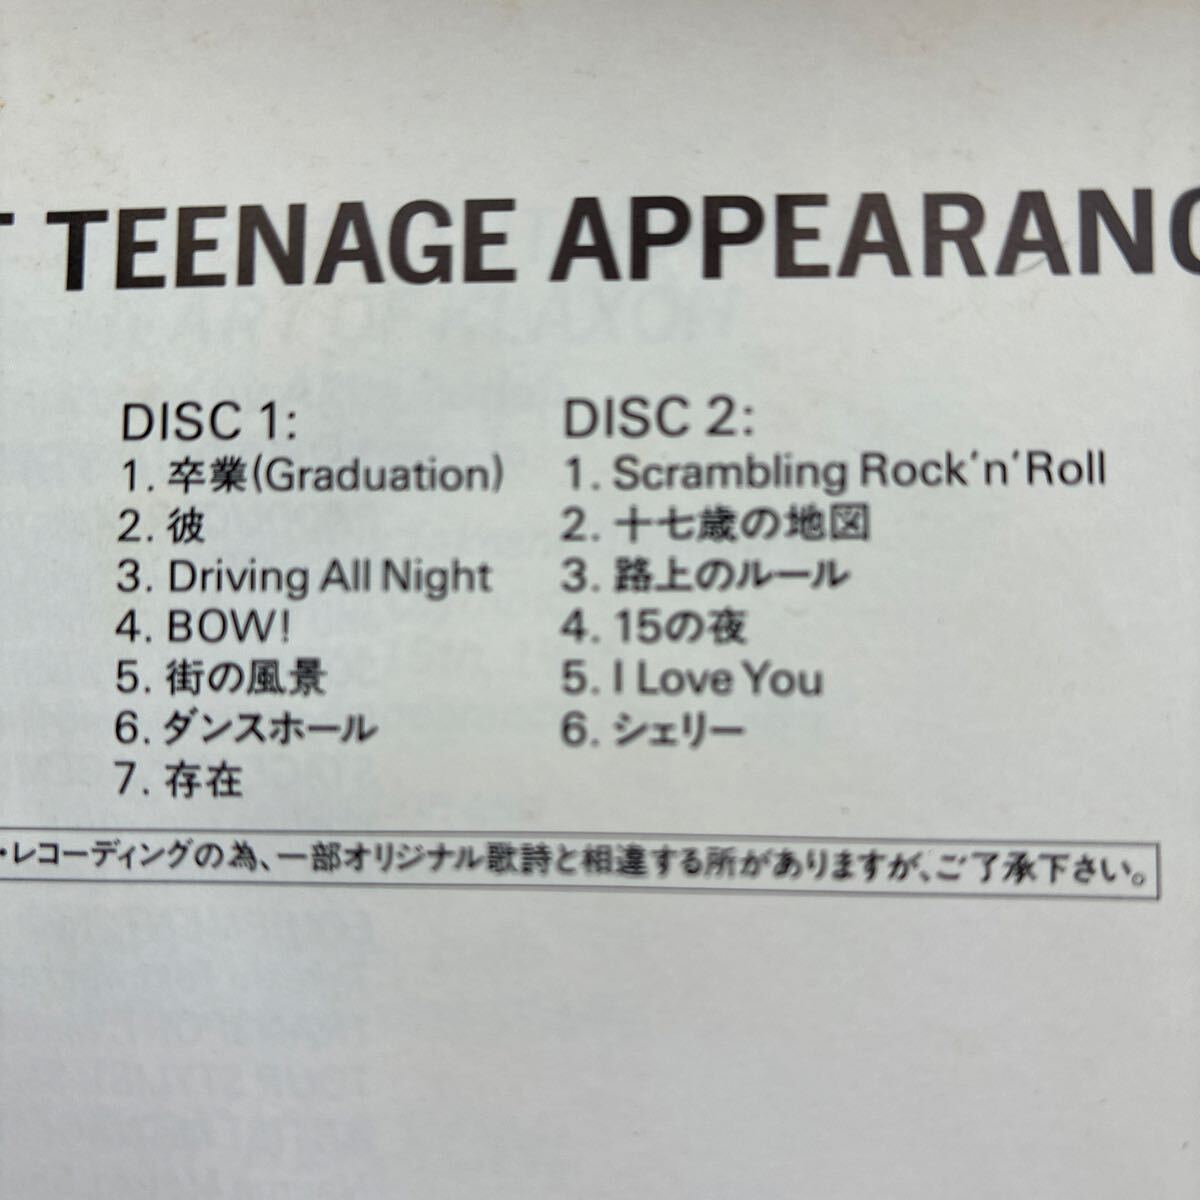 T TEENAGE APPEARANC
DISC 1:
1. 卒業(Graduation)
2. 彼
3. Driving All Night
4. BOW!
5. 街の風景
6. ダンスホール
7. 存在
DISC 2:
1. Scrambling Rock'n'Roll
2. 十七歳の地図
3. 路上のルール
4. 15の夜
5. I Love You
6. シェリー
・レコーディングの為、一部オリジナル歌詩と相違する所がありますが、ご了承下さい。